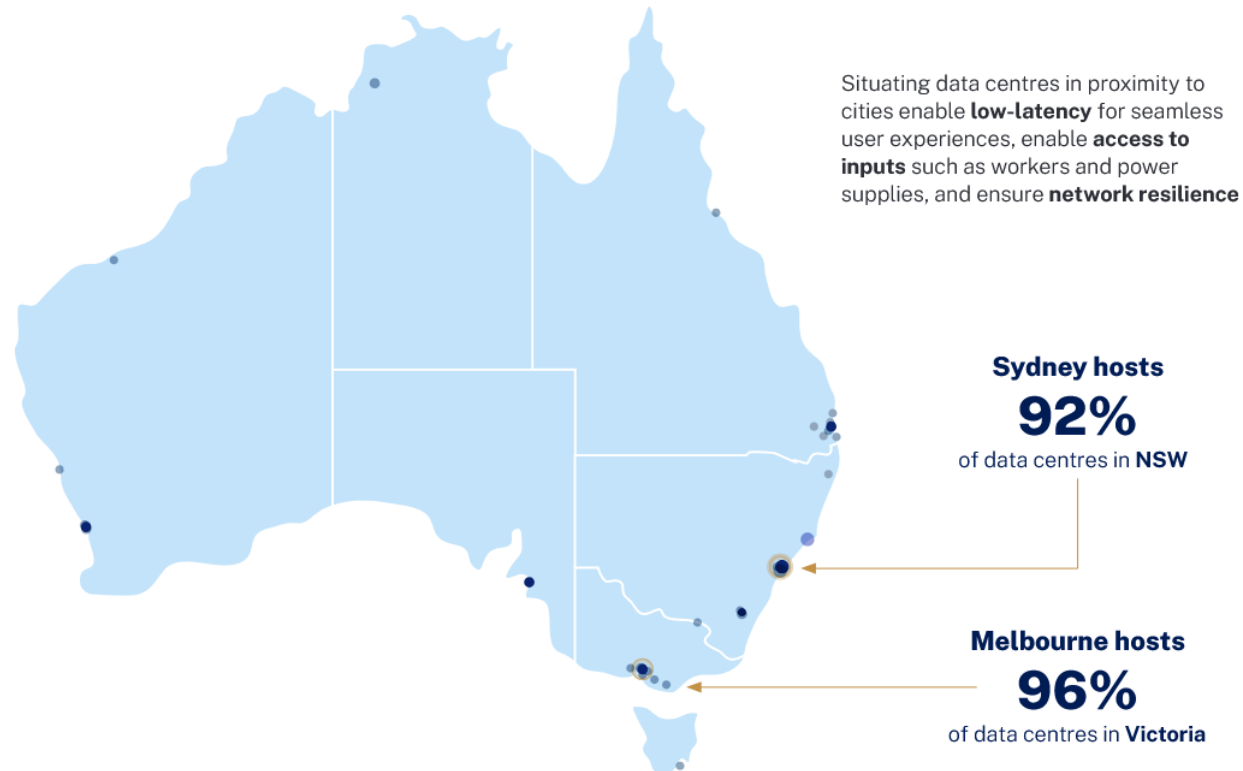 Situating data centres in proximity to
cities enable low-latency for seamless
user experiences, enable access to
inputs such as workers and power
supplies, and ensure network resilience
Sydney hosts
92%
of data centres in NSW
Melbourne hosts
96%
of data centres in Victoria